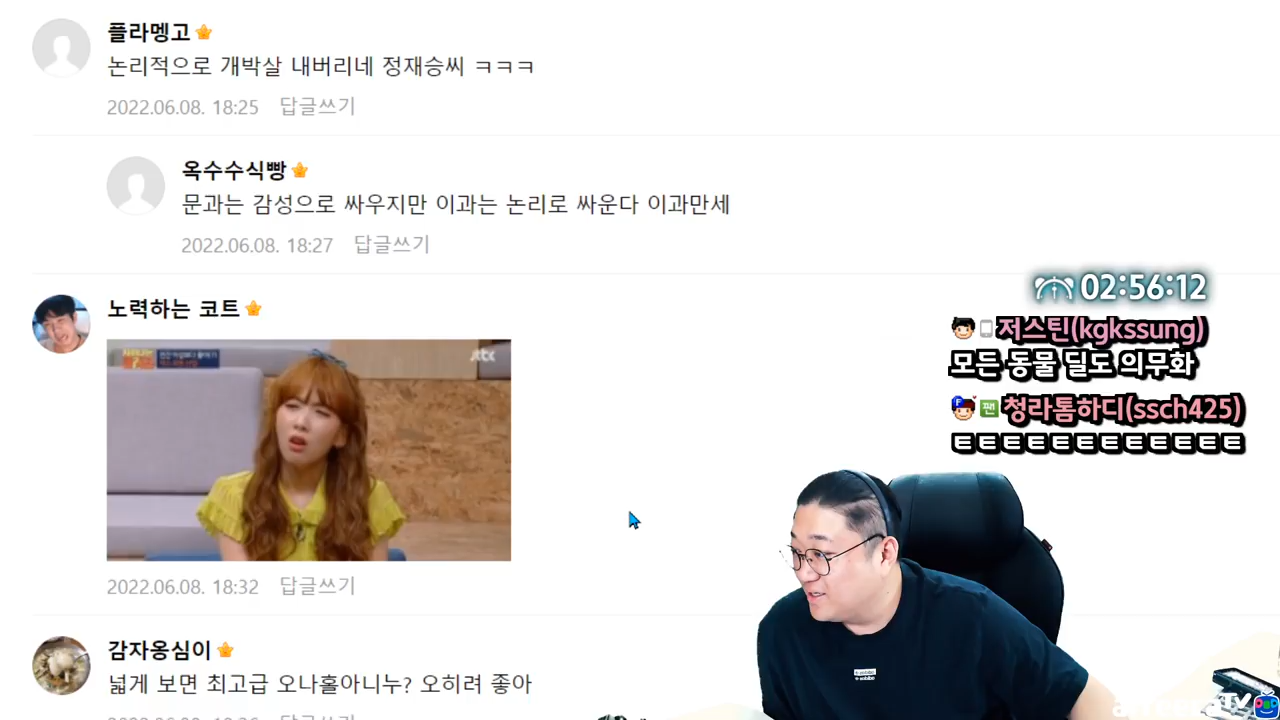 플라멩고
논리적으로 개박살 내버리네 정재승씨 ㅋㅋㅋ
2022.06.08. 18:25 답글쓰기
옥수수식빵
문과는 감성으로 싸우지만 이과는 논리로 싸운다 이과만세
2022.06.08. 18:27 답글쓰기
노력하는 코트
jtbc
2022.06.08. 18:32 답글쓰기
감자옹심이
넓게 보면 최고급 오나홀아니누? 오히려 좋아
02:56:12
저스틴(kgkssung)
모든 동물 딜도 의무화
F 팬 청라톰하디(ssch425)
ㅌㅌㅌㅌㅌㅌㅌㅌㅌㅌㅌ
afreecaTV